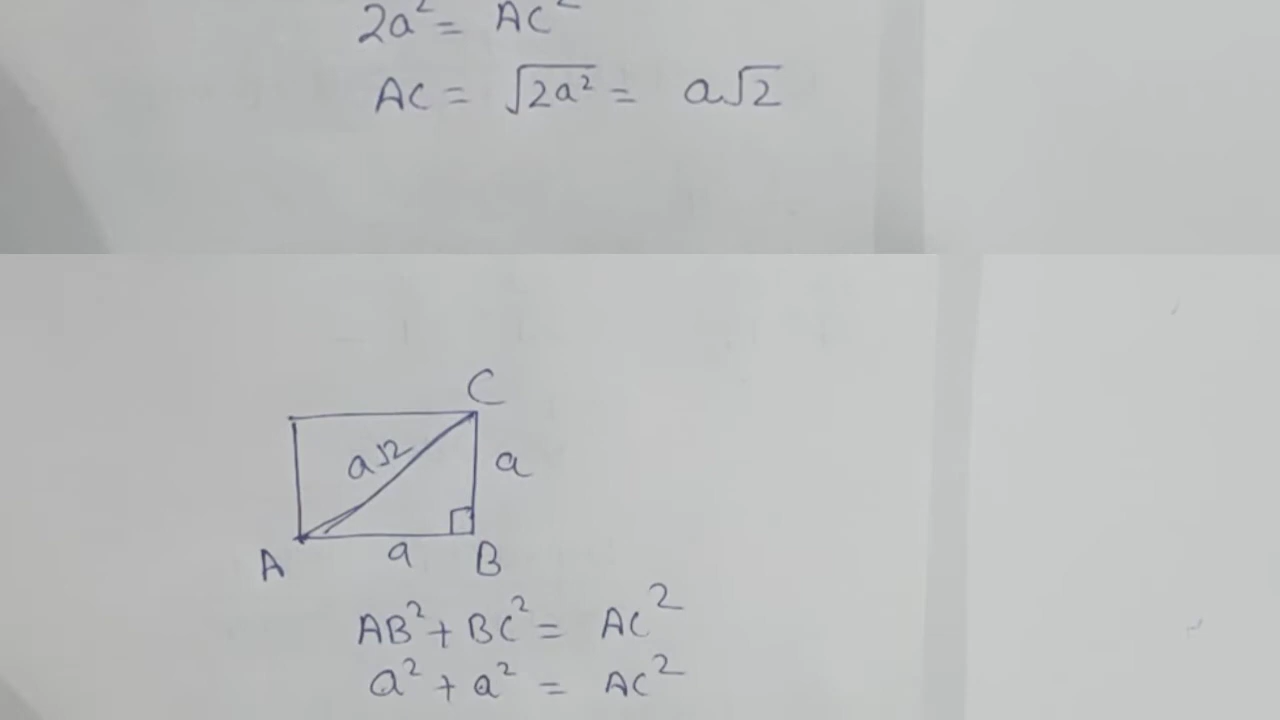 2a² = AC²
AC = √2a² = a√2
C
a√2
a
A
a
B
AB² + BC² = AC²
a² + a² = AC²